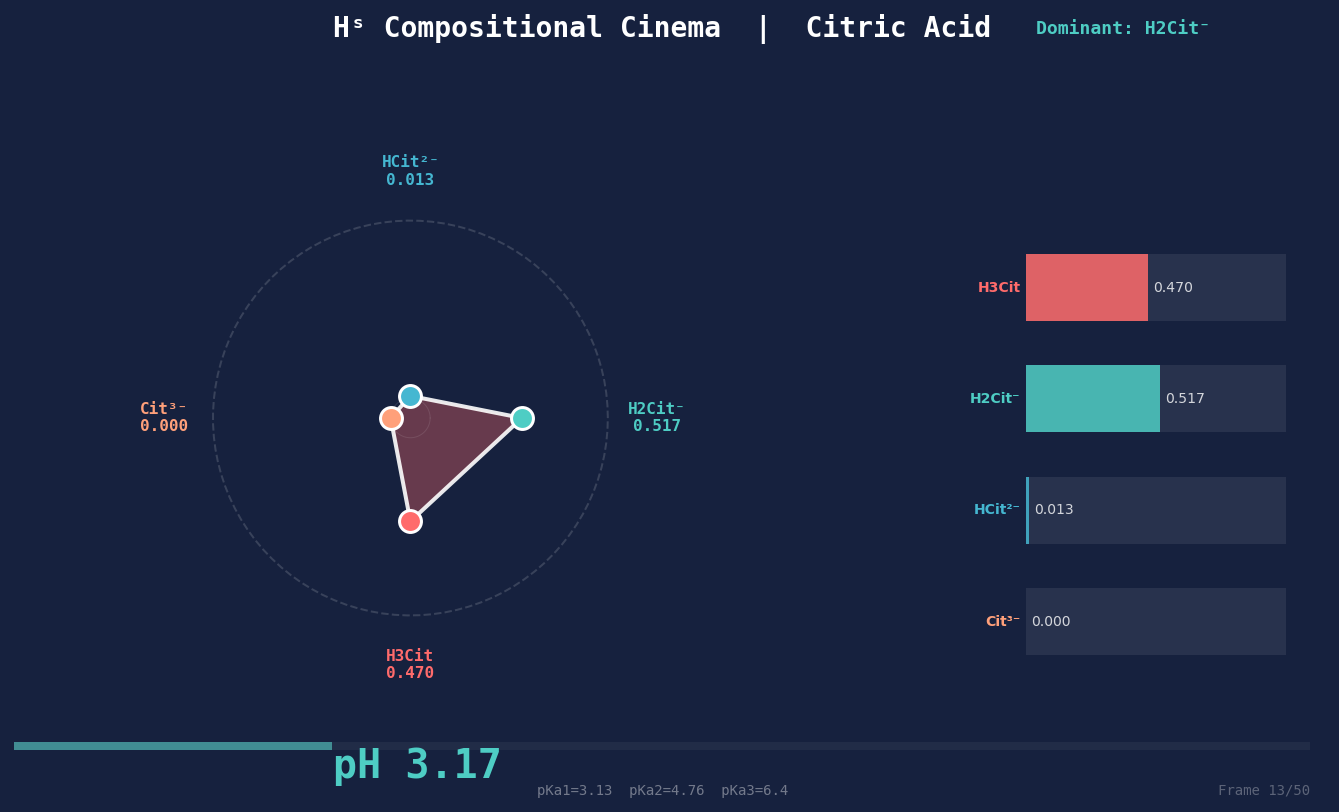 Hˢ Compositional Cinema | Citric Acid
Dominant: H2Cit⁻
HCit²⁻
0.013
Cit³⁻
0.000
H2Cit⁻
0.517
H3Cit
0.470
H3Cit 0.470
H2Cit⁻ 0.517
HCit²⁻ 0.013
Cit³⁻ 0.000
pH 3.17
pKa1=3.13 pKa2=4.76 pKa3=6.4
Frame 13/50